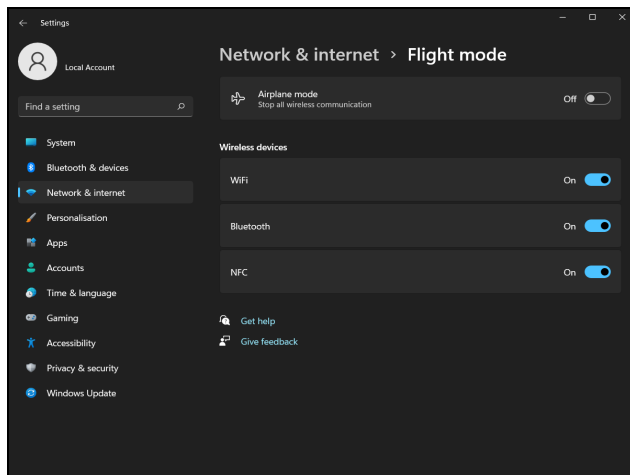 Settings
Local Account
Find a setting
System
Bluetooth & devices
Network & internet
Personalisation
Apps
Accounts
Time & language
Gaming
Accessibility
Privacy & security
Windows Update
Network & internet > Flight mode
Airplane mode
Stop all wireless communication
Off
Wireless devices
WiFi
On
Bluetooth
On
NFC
On
Get help
Give feedback